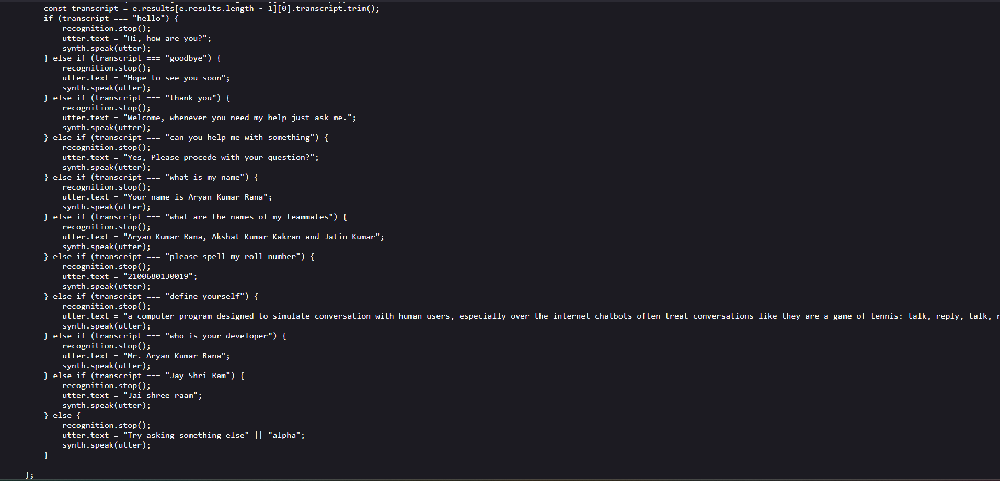 const transcript = e.results[e.results.length - 1][0].transcript.trim();
if (transcript === "hello") {
recognition.stop();
utter.text = "Hi, how are you?";
synth.speak(utter);
} else if (transcript === "goodbye") {
recognition.stop();
utter.text = "Hope to see you soon";
synth.speak(utter);
} else if (transcript === "thank you") {
recognition.stop();
utter.text = "Welcome, whenever you need my help just ask me.";
synth.speak(utter);
} else if (transcript === "can you help me with something") {
recognition.stop();
utter.text = "Yes, Please procede with your question?";
synth.speak(utter);
} else if (transcript === "what is my name") {
recognition.stop();
utter.text = "Your name is Aryan Kumar Rana";
synth.speak(utter);
} else if (transcript === "what are the names of my teammates") {
recognition.stop();
utter.text = "Aryan Kumar Rana, Akshat Kumar Kakran and Jatin Kumar";
synth.speak(utter);
} else if (transcript === "please spell my roll number") {
recognition.stop();
utter.text = "2100680130019";
synth.speak(utter);
} else if (transcript === "define yourself") {
recognition.stop();
utter.text = "a computer program designed to simulate conversation with human users, especially over the internet chatbots often treat conversations like they are a game of tennis: talk, reply, talk,
synth.speak(utter);
} else if (transcript === "who is your developer") {
recognition.stop();
utter.text = "Mr. Aryan Kumar Rana";
synth.speak(utter);
} else if (transcript === "Jay Shri Ram") {
recognition.stop();
utter.text = "Jai shree raam";
synth.speak(utter);
} else {
recognition.stop();
utter.text = "Try asking something else" || "alpha";
synth.speak(utter);
}
};